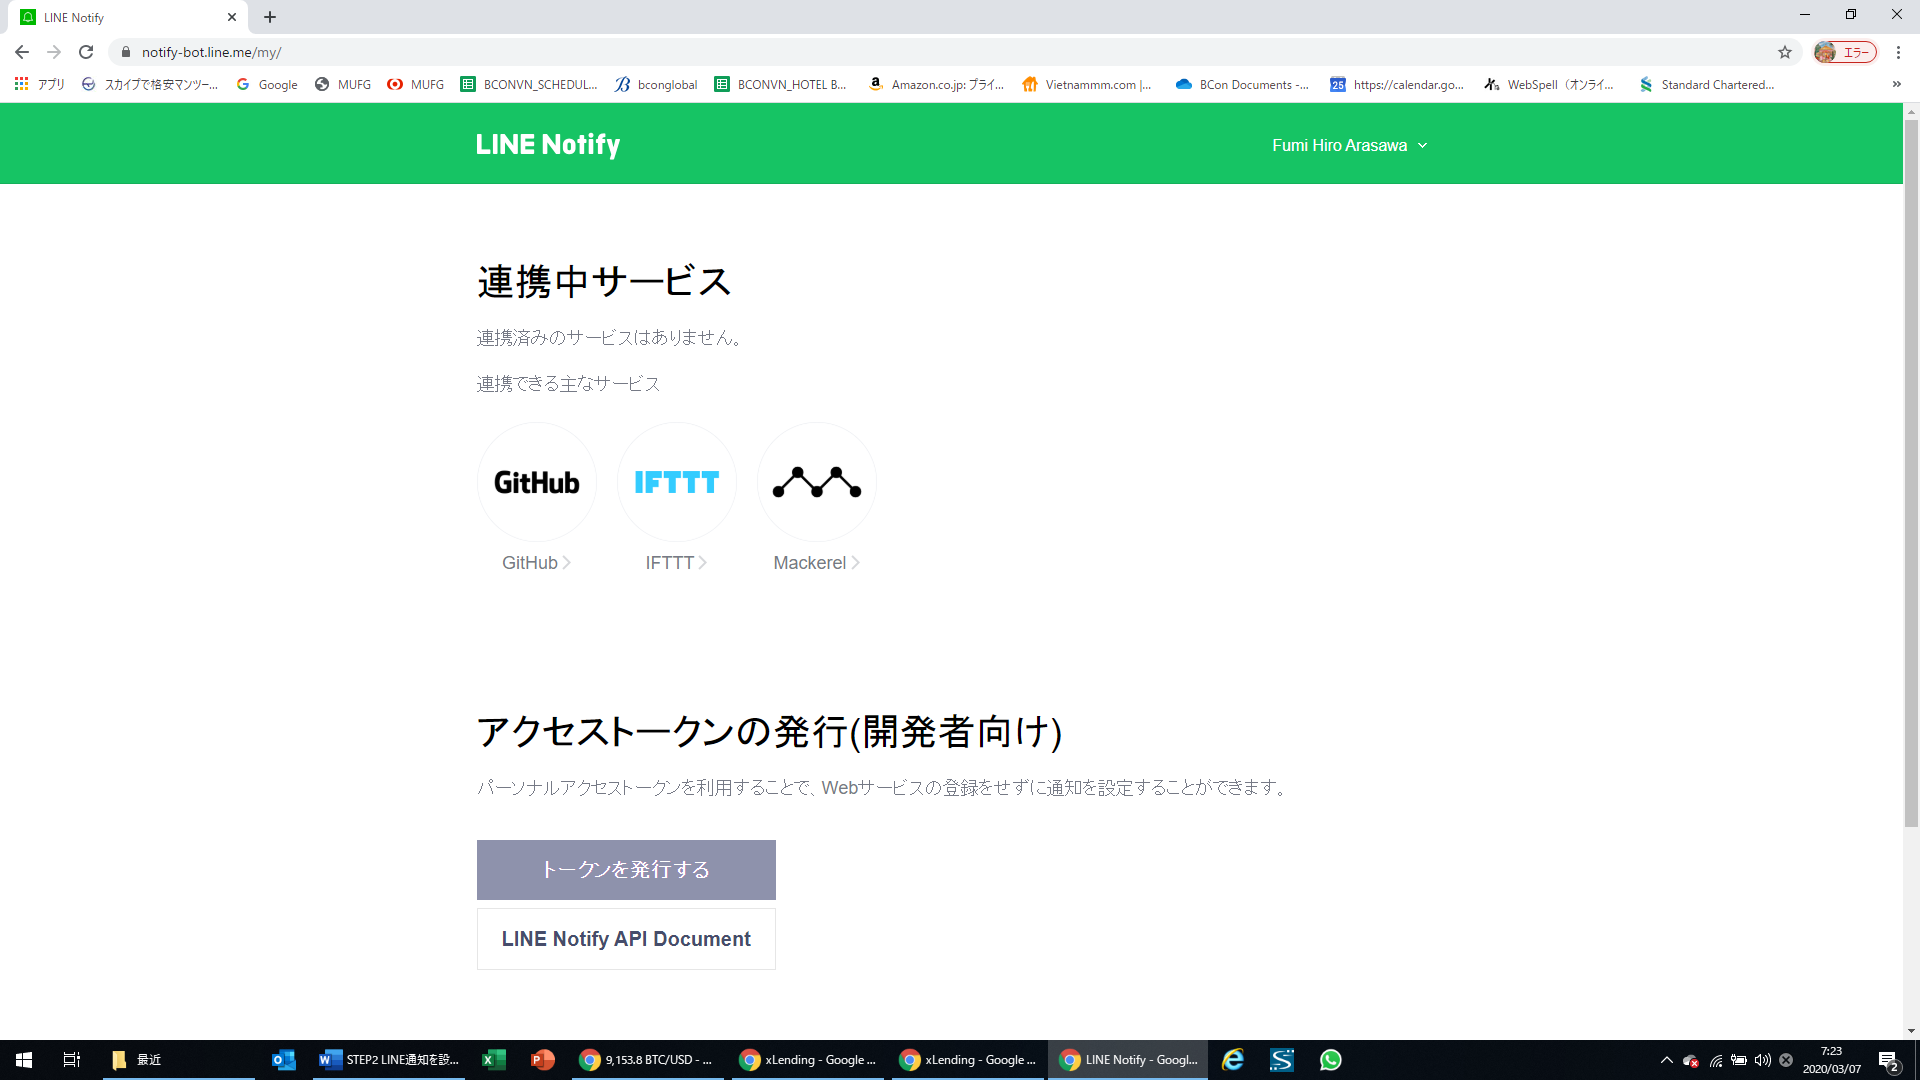 LINE Notify
notify-bot.line.me/my/
エラー
アプリ
スカイプで格安マンツー...
Google
MUFG
MUFG
BCONVN_SCHEDUL...
bconglobal
BCONVN_HOTEL B...
Amazon.co.jp: プライ...
Vietnammm.com |...
BCon Documents -...
25
https://calendar.go...
WebSpell（オンライ...
Standard Chartered...
LINE Notify
Fumi Hiro Arasawa
連携中サービス
連携済みのサービスはありません。
連携できる主なサービス
GitHub
IFTTT
GitHub
IFTTT
Mackerel
アクセストークンの発行(開発者向け)
パーソナルアクセストークンを利用することで、Webサービスの登録をせずに通知を設定することができます。
トークンを発行する
LINE Notify API Document
最近
STEP2 LINE通知を設...
9,153.8 BTC/USD - ...
xLending - Google ...
xLending - Google ...
LINE Notify - Googl...
7:23
2020/03/07
2